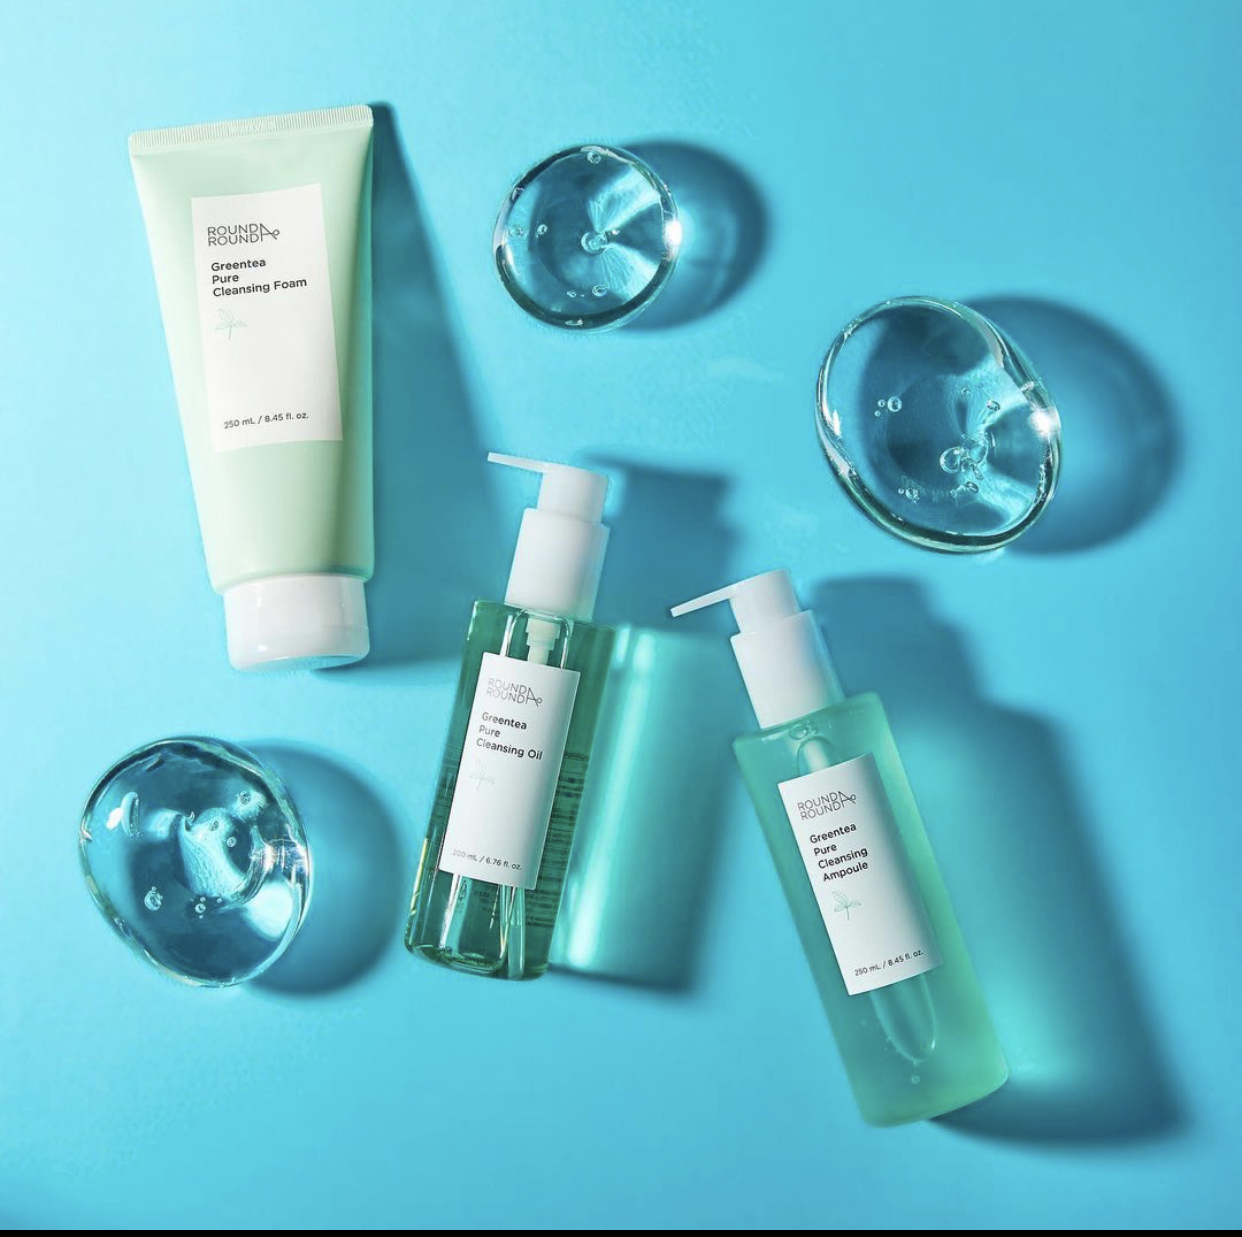 ROUND A
ROUND
Greentea
Pure
Cleansing Foam
250 mL / 8.45 fl. oz.
ROUND A
ROUND
Greentea
Pure
Cleansing Oil
200 mL / 6.76 fl. oz.
ROUND A
ROUND
Greentea
Pure
Cleansing
Ampoule
250 mL / 8.45 fl. oz.